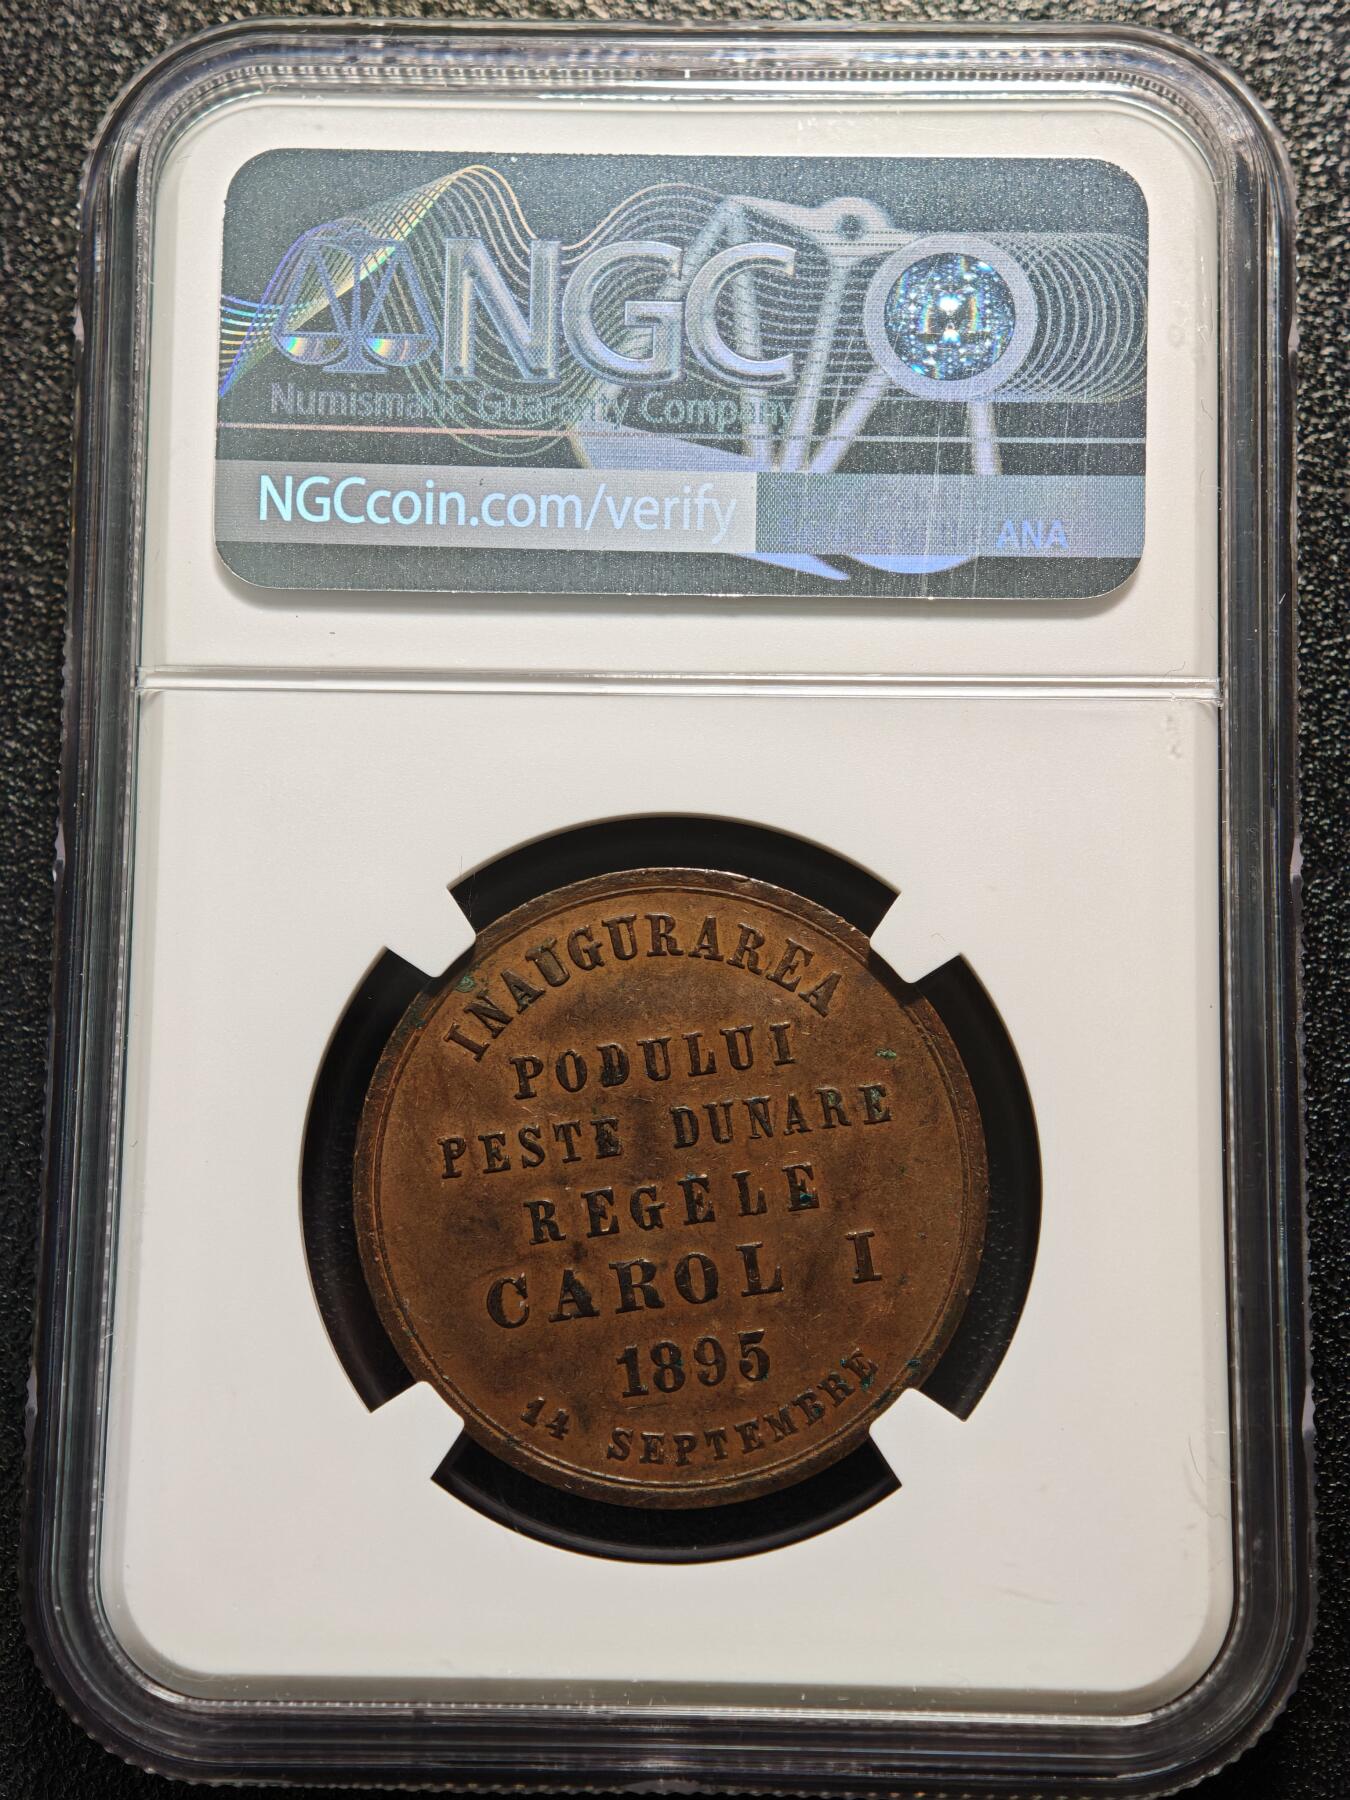 NGC
Numismatic Guaranty Company
NGCcoin.com/verify
ANA
INAUGURAREA
PODULUI
PESTE DUNARE
REGELE
CAROL I
1895
14 SEPTEMBRE